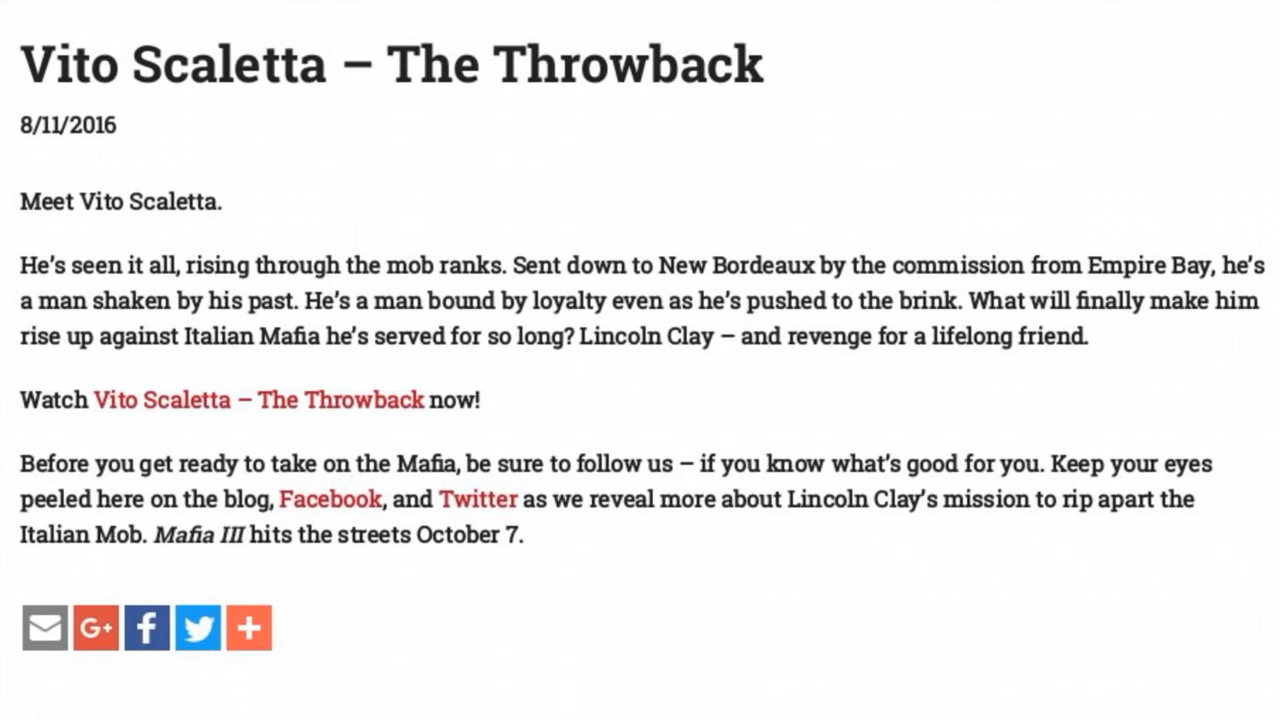 Vito Scaletta – The Throwback
8/11/2016
Meet Vito Scaletta.
He's seen it all, rising through the mob ranks. Sent down to New Bordeaux by the commission from Empire Bay, he's
a man shaken by his past. He's a man bound by loyalty even as he's pushed to the brink. What will finally make him
rise up against Italian Mafia he's served for so long? Lincoln Clay – and revenge for a lifelong friend.
Watch Vito Scaletta – The Throwback now!
Before you get ready to take on the Mafia, be sure to follow us – if you know what's good for you. Keep your eyes
peeled here on the blog, Facebook, and Twitter as we reveal more about Lincoln Clay's mission to rip apart the
Italian Mob. Mafia III hits the streets October 7.
G+ f +